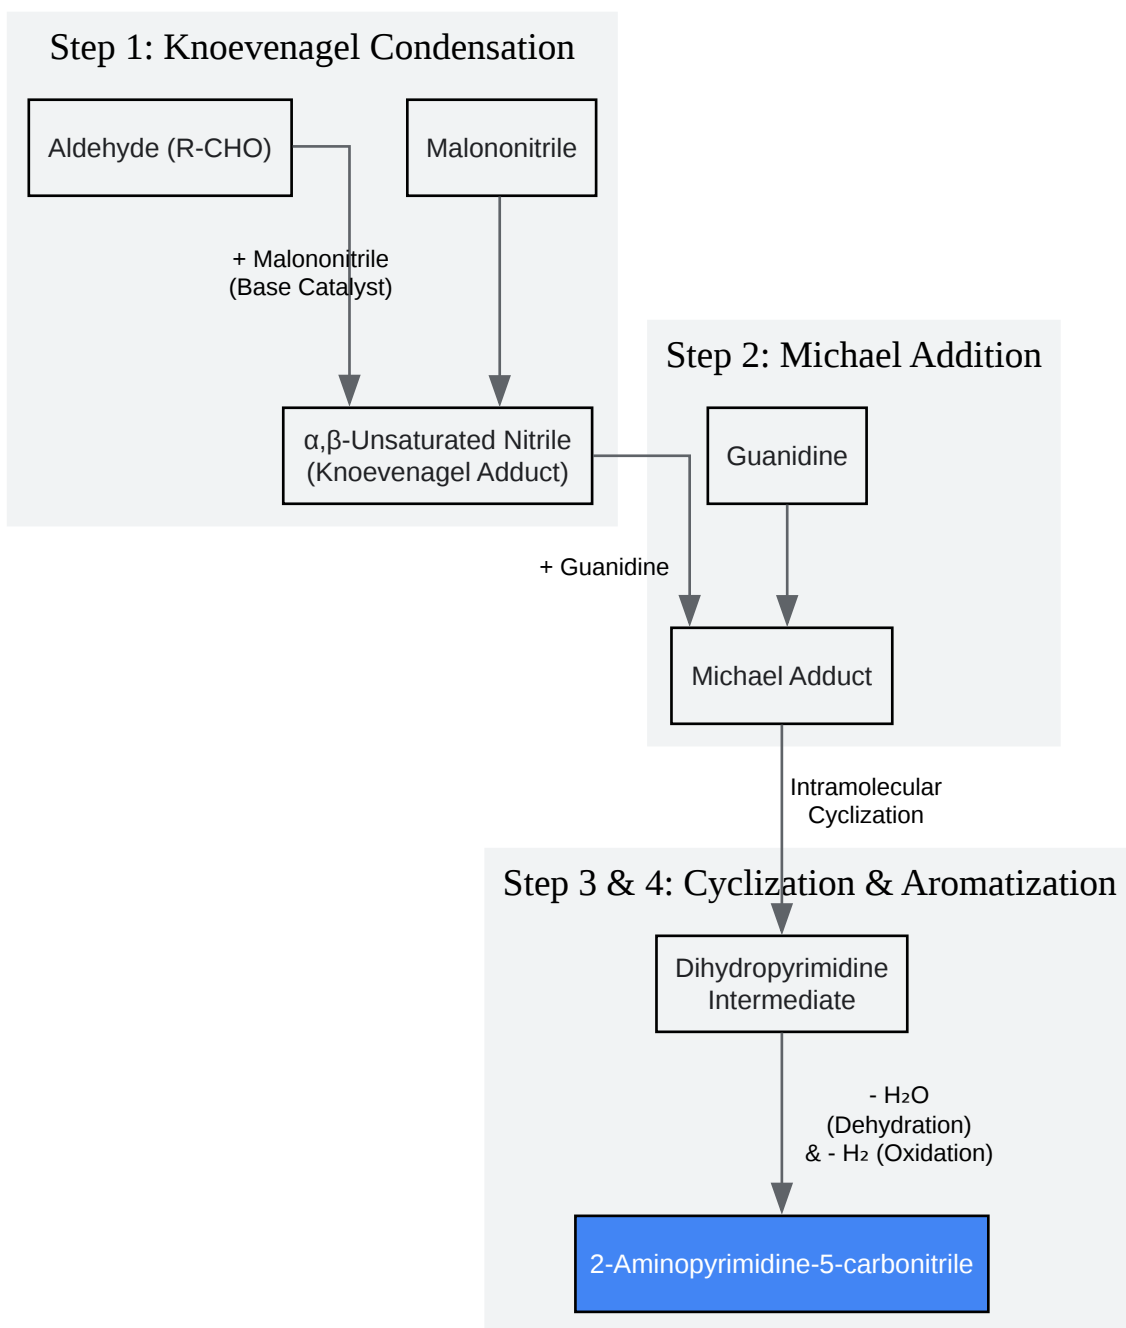 Step 1: Knoevenagel Condensation
Aldehyde (R-CHO)
Malononitrile
+ Malononitrile
(Base Catalyst)
α,β-Unsaturated Nitrile
(Knoevenagel Adduct)
Step 2: Michael Addition
Guanidine
+ Guanidine
Michael Adduct
Intramolecular
Cyclization
Step 3 & 4: Cyclization & Aromatization
Dihydropyrimidine
Intermediate
- H₂O
(Dehydration)
& - H₂ (Oxidation)
2-Aminopyrimidine-5-carbonitrile